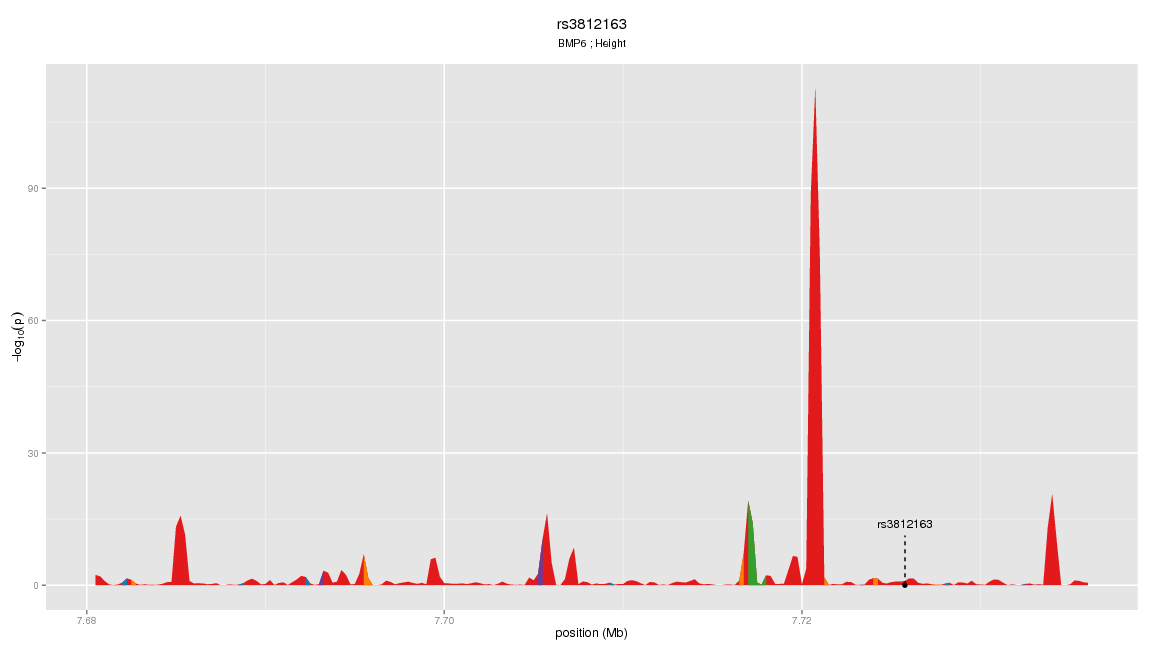 rs3812163
BMP6 ; Height
−log10(p)
90
60
30
0
rs3812163
7.68
7.70
7.72
position (Mb)